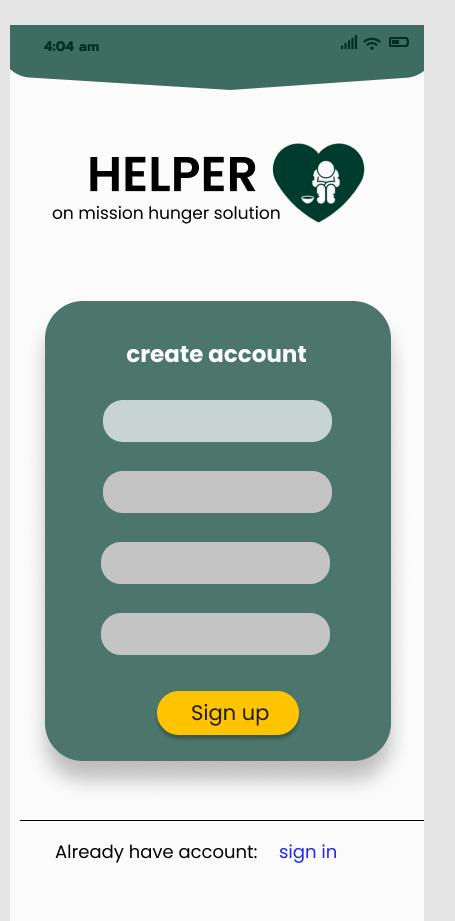 4:04 am
HELPER
on mission hunger solution
create account
Sign up
Already have account: sign in